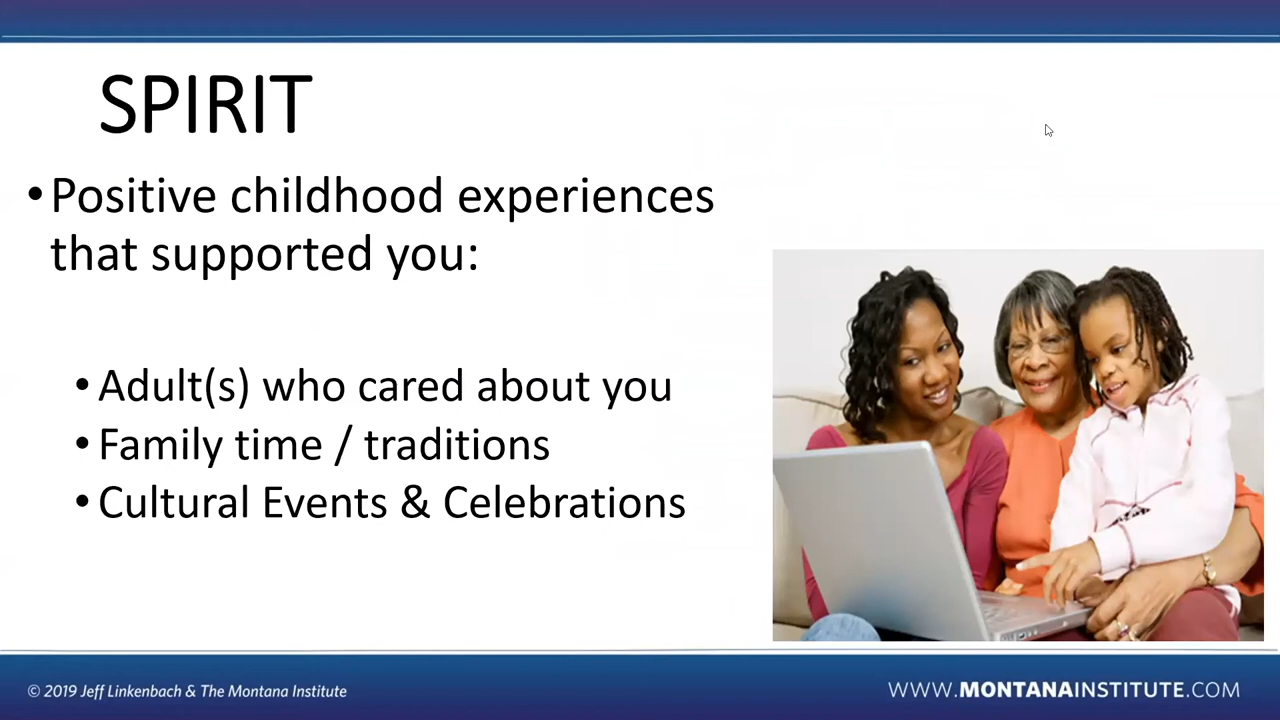 SPIRIT
• Positive childhood experiences
that supported you:
• Adult(s) who cared about you
• Family time / traditions
• Cultural Events & Celebrations
© 2019 Jeff Linkenbach & The Montana Institute
WWW.MONTANAINSTITUTE.COM